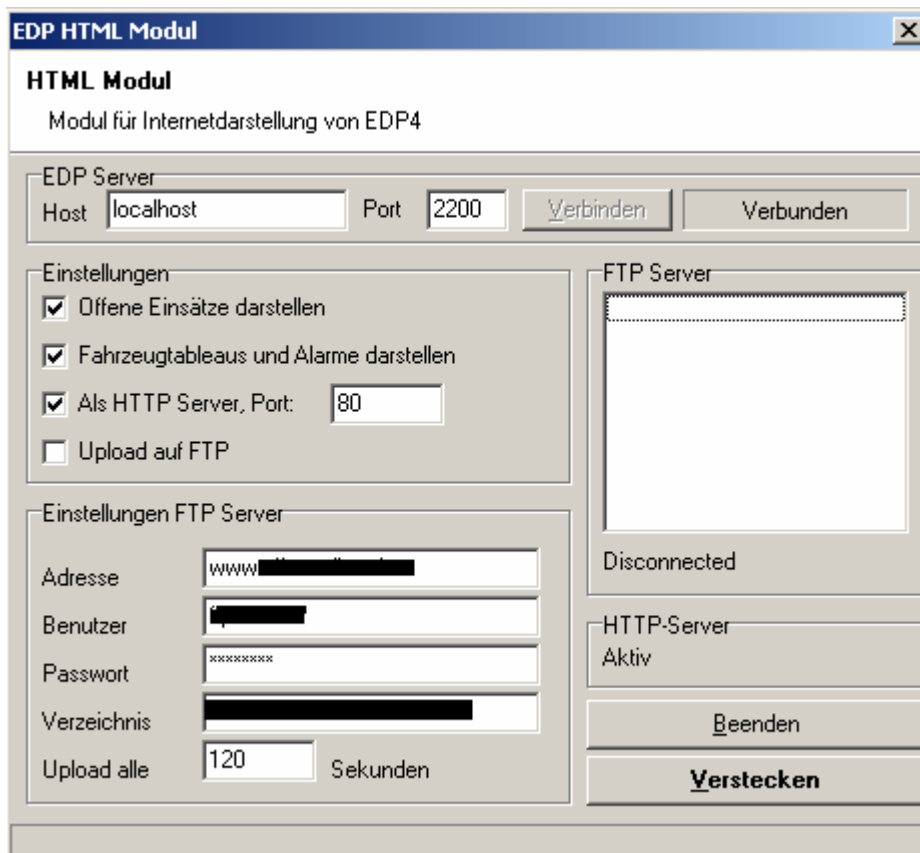 EDP HTML Modul
HTML Modul
Modul für Internetdarstellung von EDP4
EDP Server
Host localhost Port 2200 Verbinden Verbunden
Einstellungen
Offene Einsätze darstellen
Fahrzeugtableaus und Alarme darstellen
Als HTTP Server, Port: 80
Upload auf FTP
FTP Server
Disconnected
Einstellungen FTP Server
Adresse www
Benutzer
Passwort xxxxxxxx
Verzeichnis
Upload alle 120 Sekunden
HTTP-Server
Aktiv
Beenden
Verstecken